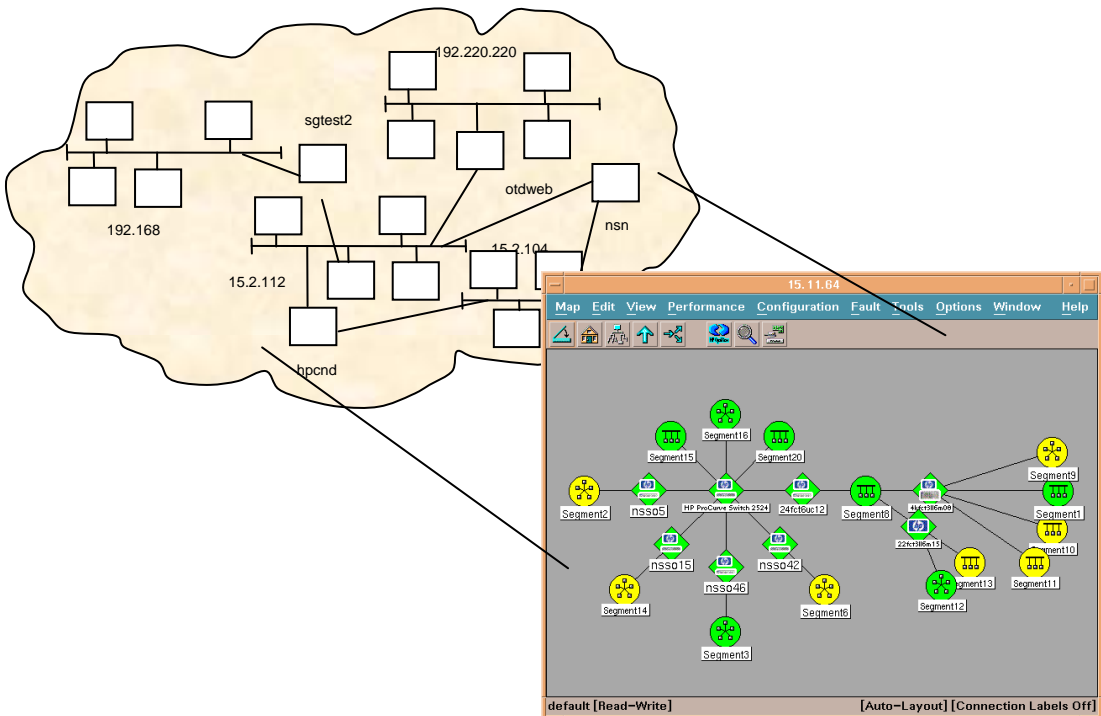 192.220.220
sgtest2
otdweb
nsn
192.168
15.2.104
15.2.112
hpcnd
15.11.64
Map Edit View Performance Configuration Fault Tools Options Window Help
Segment16
Segment15
Segment20
Segment9
Segment2
nsso5
HP ProCurve Switch 2524
24fct6uc12
Segment8
Segment1
Segment10
nsso15
nsso42
Segment11
Segment14
nsso46
Segment6
Segment12
Segment3
default [Read-Write]
[Auto-Layout] [Connection Labels Off]